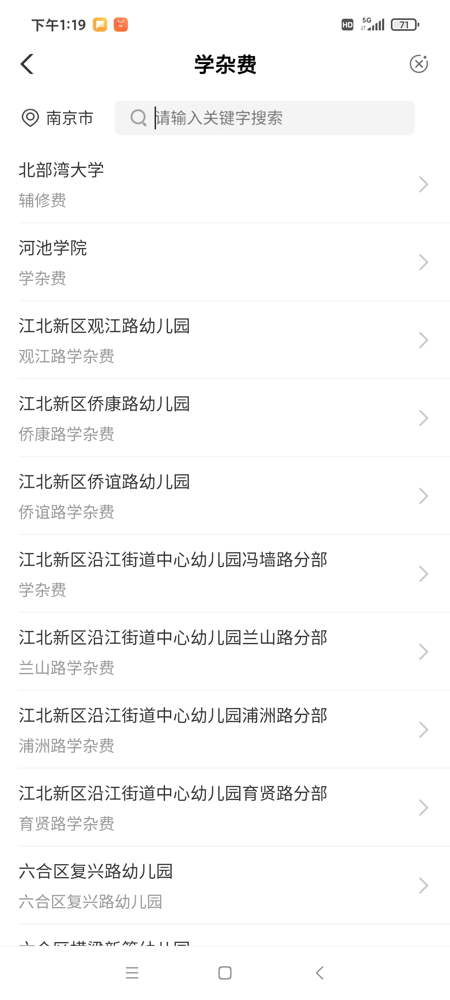 下午1:19
HD 5G 71
学杂费
南京市 请输入关键字搜索
北部湾大学
辅修费
河池学院
学杂费
江北新区观江路幼儿园
观江路学杂费
江北新区侨康路幼儿园
侨康路学杂费
江北新区侨谊路幼儿园
侨谊路学杂费
江北新区沿江街道中心幼儿园冯墙路分部
学杂费
江北新区沿江街道中心幼儿园兰山路分部
兰山路学杂费
江北新区沿江街道中心幼儿园浦洲路分部
浦洲路学杂费
江北新区沿江街道中心幼儿园育贤路分部
育贤路学杂费
六合区复兴路幼儿园
六合区复兴路幼儿园